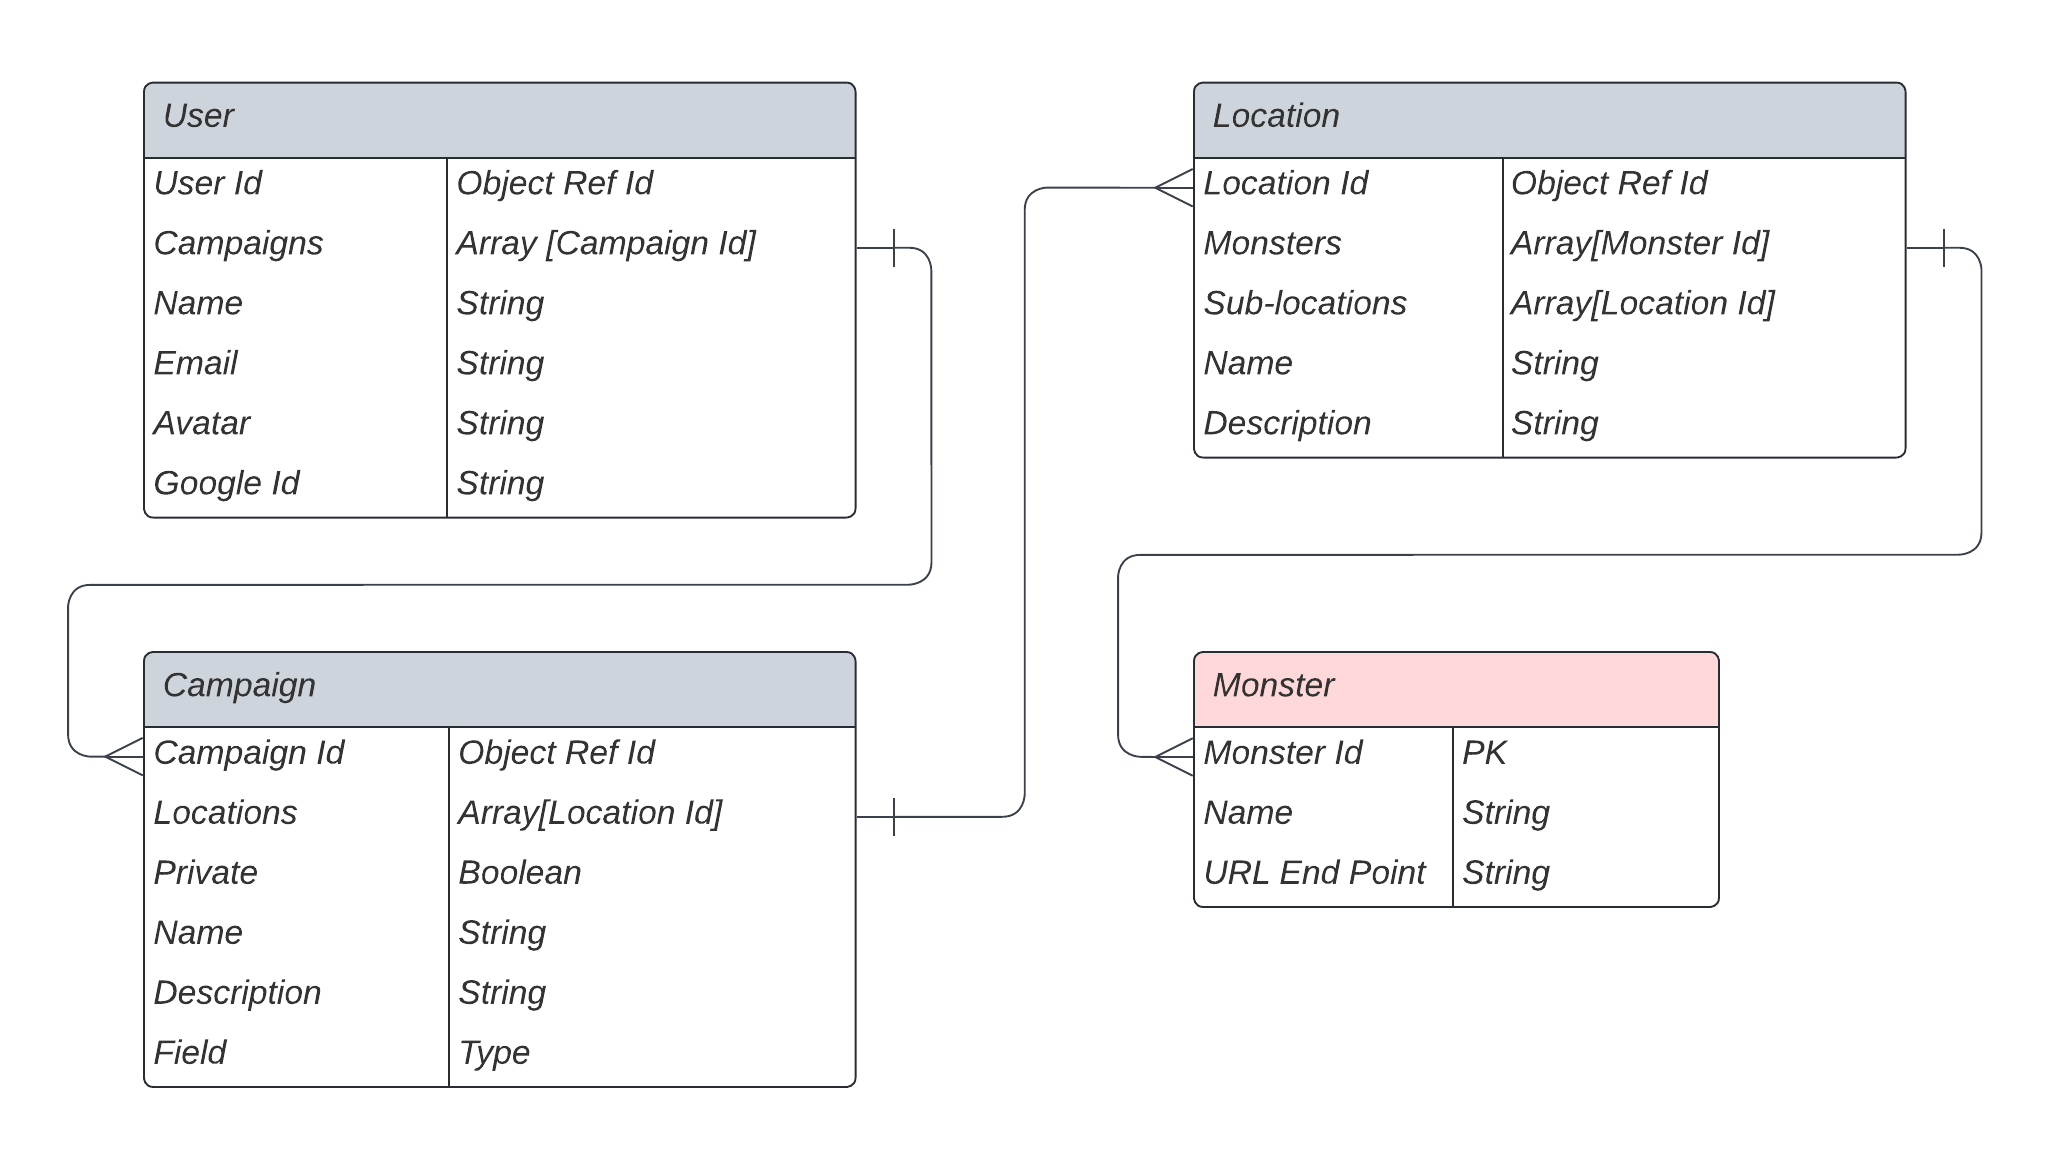 User
User Id Object Ref Id
Campaigns Array [Campaign Id]
Name String
Email String
Avatar String
Google Id String
Campaign
Campaign Id Object Ref Id
Locations Array[Location Id]
Private Boolean
Name String
Description String
Field Type
Location
Location Id Object Ref Id
Monsters Array[Monster Id]
Sub-locations Array[Location Id]
Name String
Description String
Monster
Monster Id PK
Name String
URL End Point String